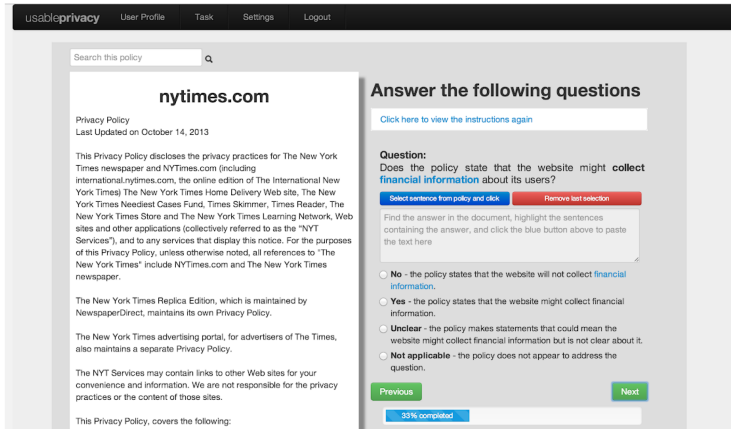 usableprivacy User Profile Task Settings Logout
Search this policy
nytimes.com
Privacy Policy
Last Updated on October 14, 2013
This Privacy Policy discloses the privacy practices for The New York
Times newspaper and NYTimes.com (including
international.nytimes.com, the online edition of The International New
York Times) The New York Times Home Delivery Web site, The New
York Times Neediest Cases Fund, Times Skimmer, Times Reader, The
New York Times Store and The New York Times Learning Network, Web
sites and other applications (collectively referred to as the "NYT
Services"), and to any services that display this notice. For the purposes
of this Privacy Policy, unless otherwise noted, all references to "The
New York Times" include NYTimes.com and The New York Times
newspaper.
The New York Times Replica Edition, which is maintained by
NewspaperDirect, maintains its own Privacy Policy.
The New York Times advertising portal, for advertisers of The Times,
also maintains a separate Privacy Policy.
The NYT Services may contain links to other Web sites for your
convenience and information. We are not responsible for the privacy
practices or the content of those sites.
This Privacy Policy, covers the following:
Answer the following questions
Click here to view the instructions again
Question:
Does the policy state that the website might collect
financial information about its users?
Select sentence from policy and click Remove last selection
Find the answer in the document, highlight the sentences
containing the answer, and click the blue button above to paste
the text here
No - the policy states that the website will not collect financial
information.
Yes - the policy states that the website might collect financial
information.
Unclear - the policy makes statements that could mean the
website might collect financial information but is not clear about it.
Not applicable - the policy does not appear to address the
question.
Previous Next
33% completed